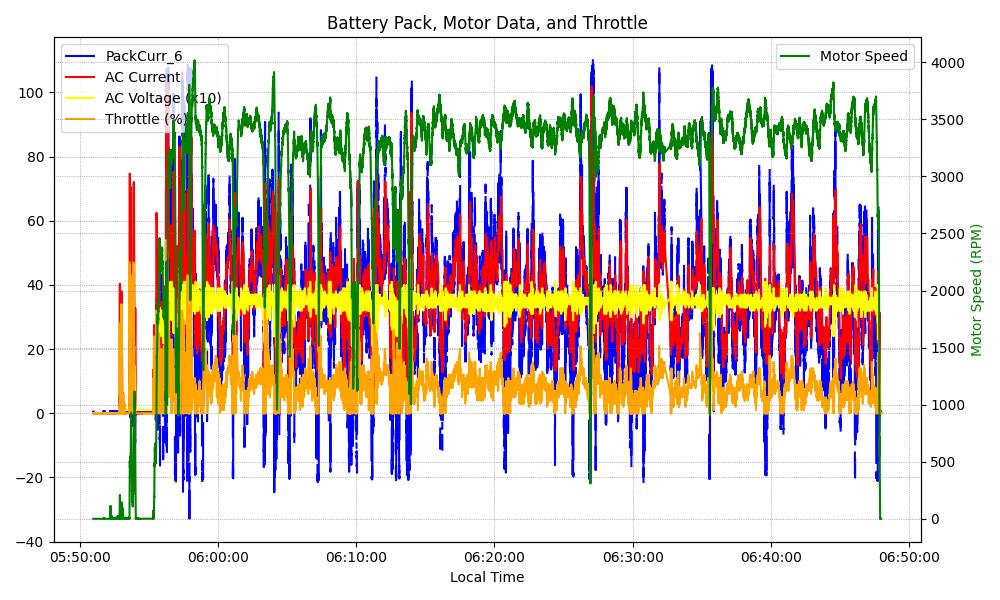 Battery Pack, Motor Data, and Throttle
PackCurr_6
AC Current
AC Voltage (x10)
Throttle (%)
Motor Speed
100
80
60
40
20
0
−20
−40
4000
3500
3000
2500
2000
1500
1000
500
0
Motor Speed (RPM)
05:50:00 06:00:00 06:10:00 06:20:00 06:30:00 06:40:00 06:50:00
Local Time